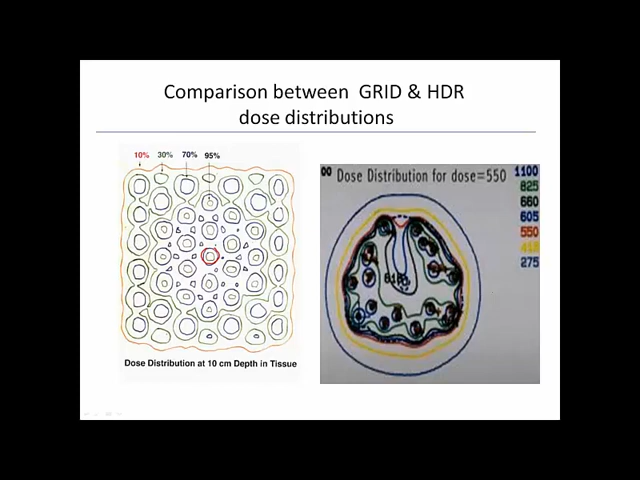 Comparison between GRID & HDR
dose distributions
10% 30% 70% 95%
Dose Distribution at 10 cm Depth in Tissue
00 Dose Distribution for dose=550
1100
825
660
605
550
275